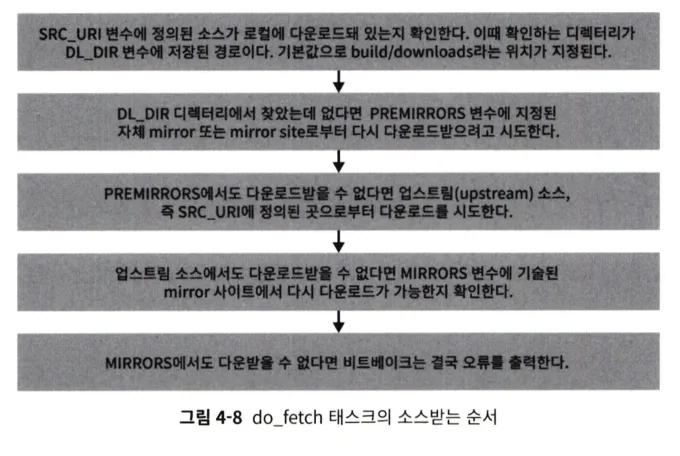 SRC_URI 변수에 정의된 소스가 로컬에 다운로드돼 있는지 확인한다. 이때 확인하는 디렉터리가
DL_DIR 변수에 저장된 경로이다. 기본값으로 build/downloads라는 위치가 지정된다.
DL_DIR 디렉터리에서 찾았는데 없다면 PREMIRRORS 변수에 지정된
자체 mirror 또는 mirror site로부터 다시 다운로드받으려고 시도한다.
PREMIRRORS에서도 다운로드받을 수 없다면 업스트림(upstream) 소스,
즉 SRC_URI에 정의된 곳으로부터 다운로드를 시도한다.
업스트림 소스에서도 다운로드받을 수 없다면 MIRRORS 변수에 기술된
mirror 사이트에서 다시 다운로드가 가능한지 확인한다.
MIRRORS에서도 다운받을 수 없다면 비트베이크는 결국 오류를 출력한다.
그림 4-8 do_fetch 태스크의 소스받는 순서